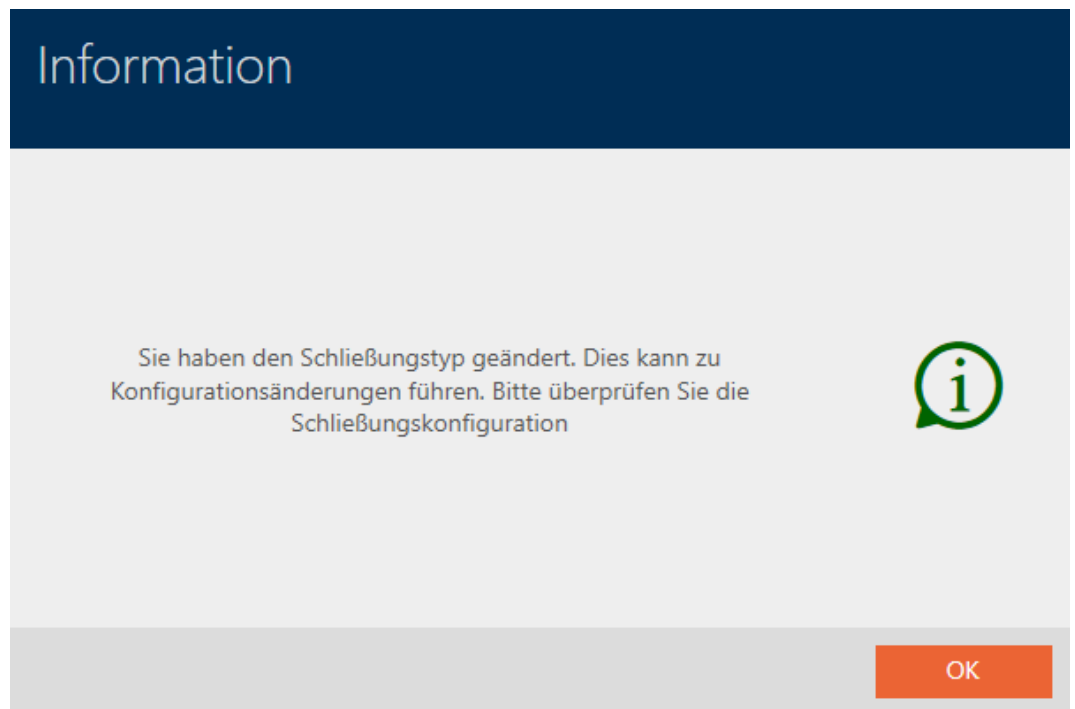 Information
Sie haben den Schließungstyp geändert. Dies kann zu
Konfigurationsänderungen führen. Bitte überprüfen Sie die
Schließungskonfiguration
i
OK